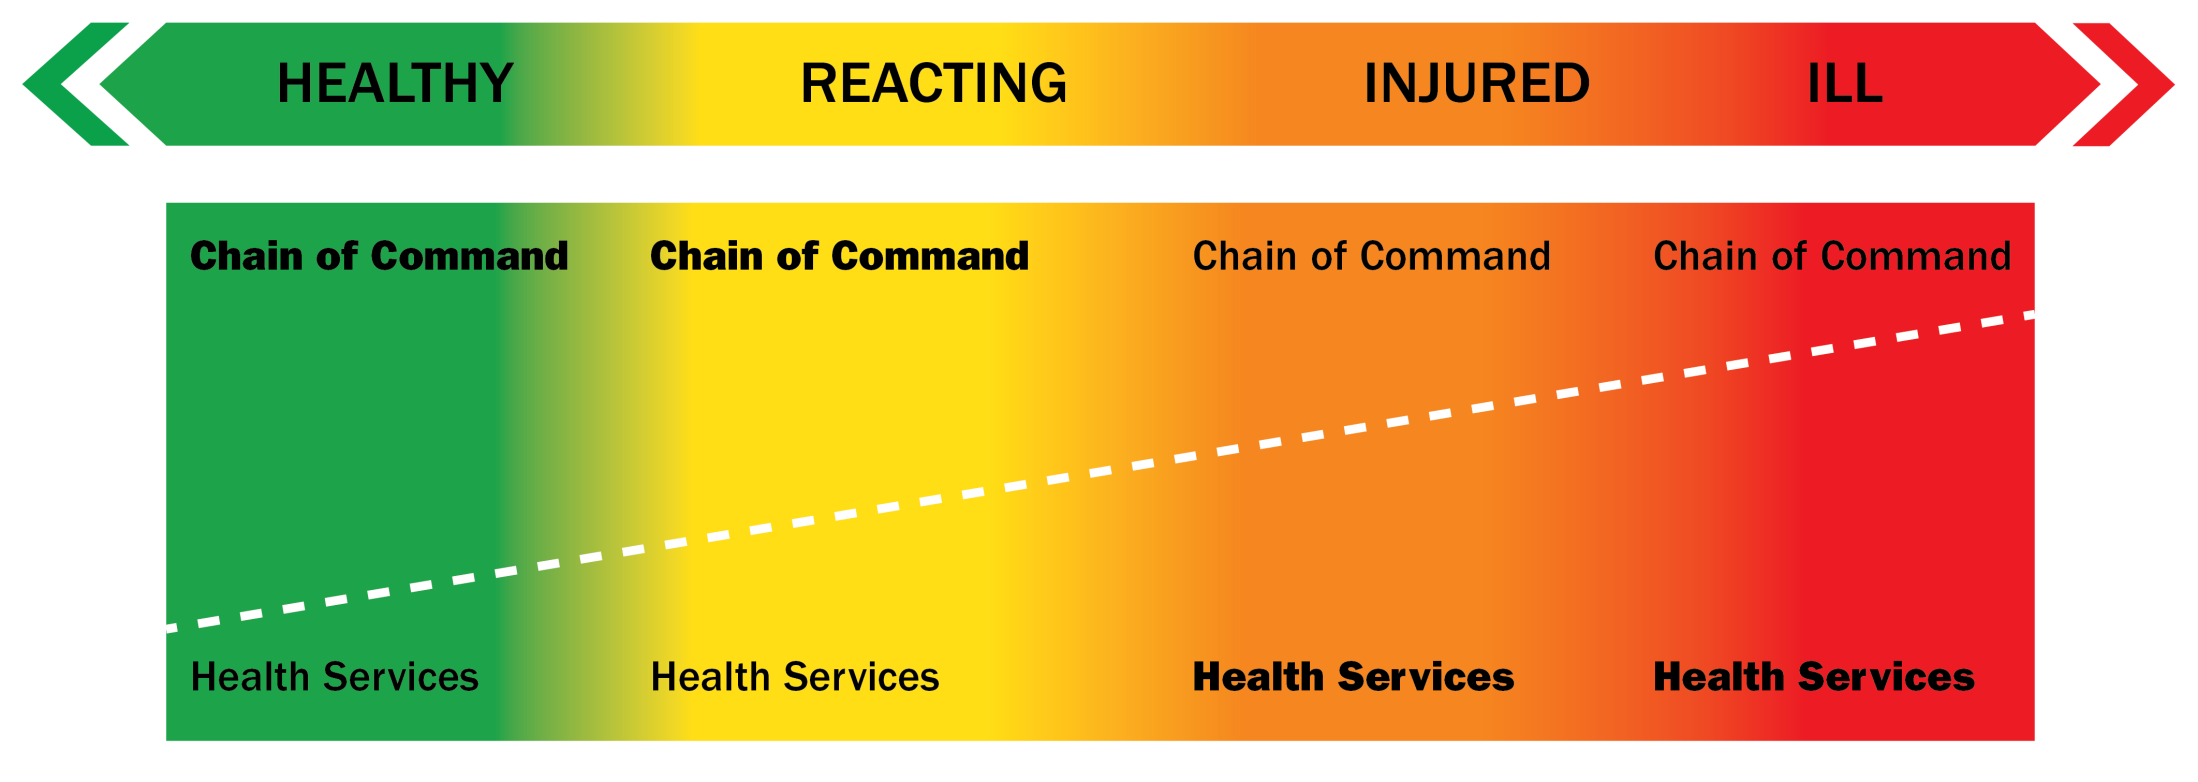 HEALTHY REACTING INJURED ILL
Chain of Command Chain of Command Chain of Command Chain of Command
Health Services Health Services Health Services Health Services